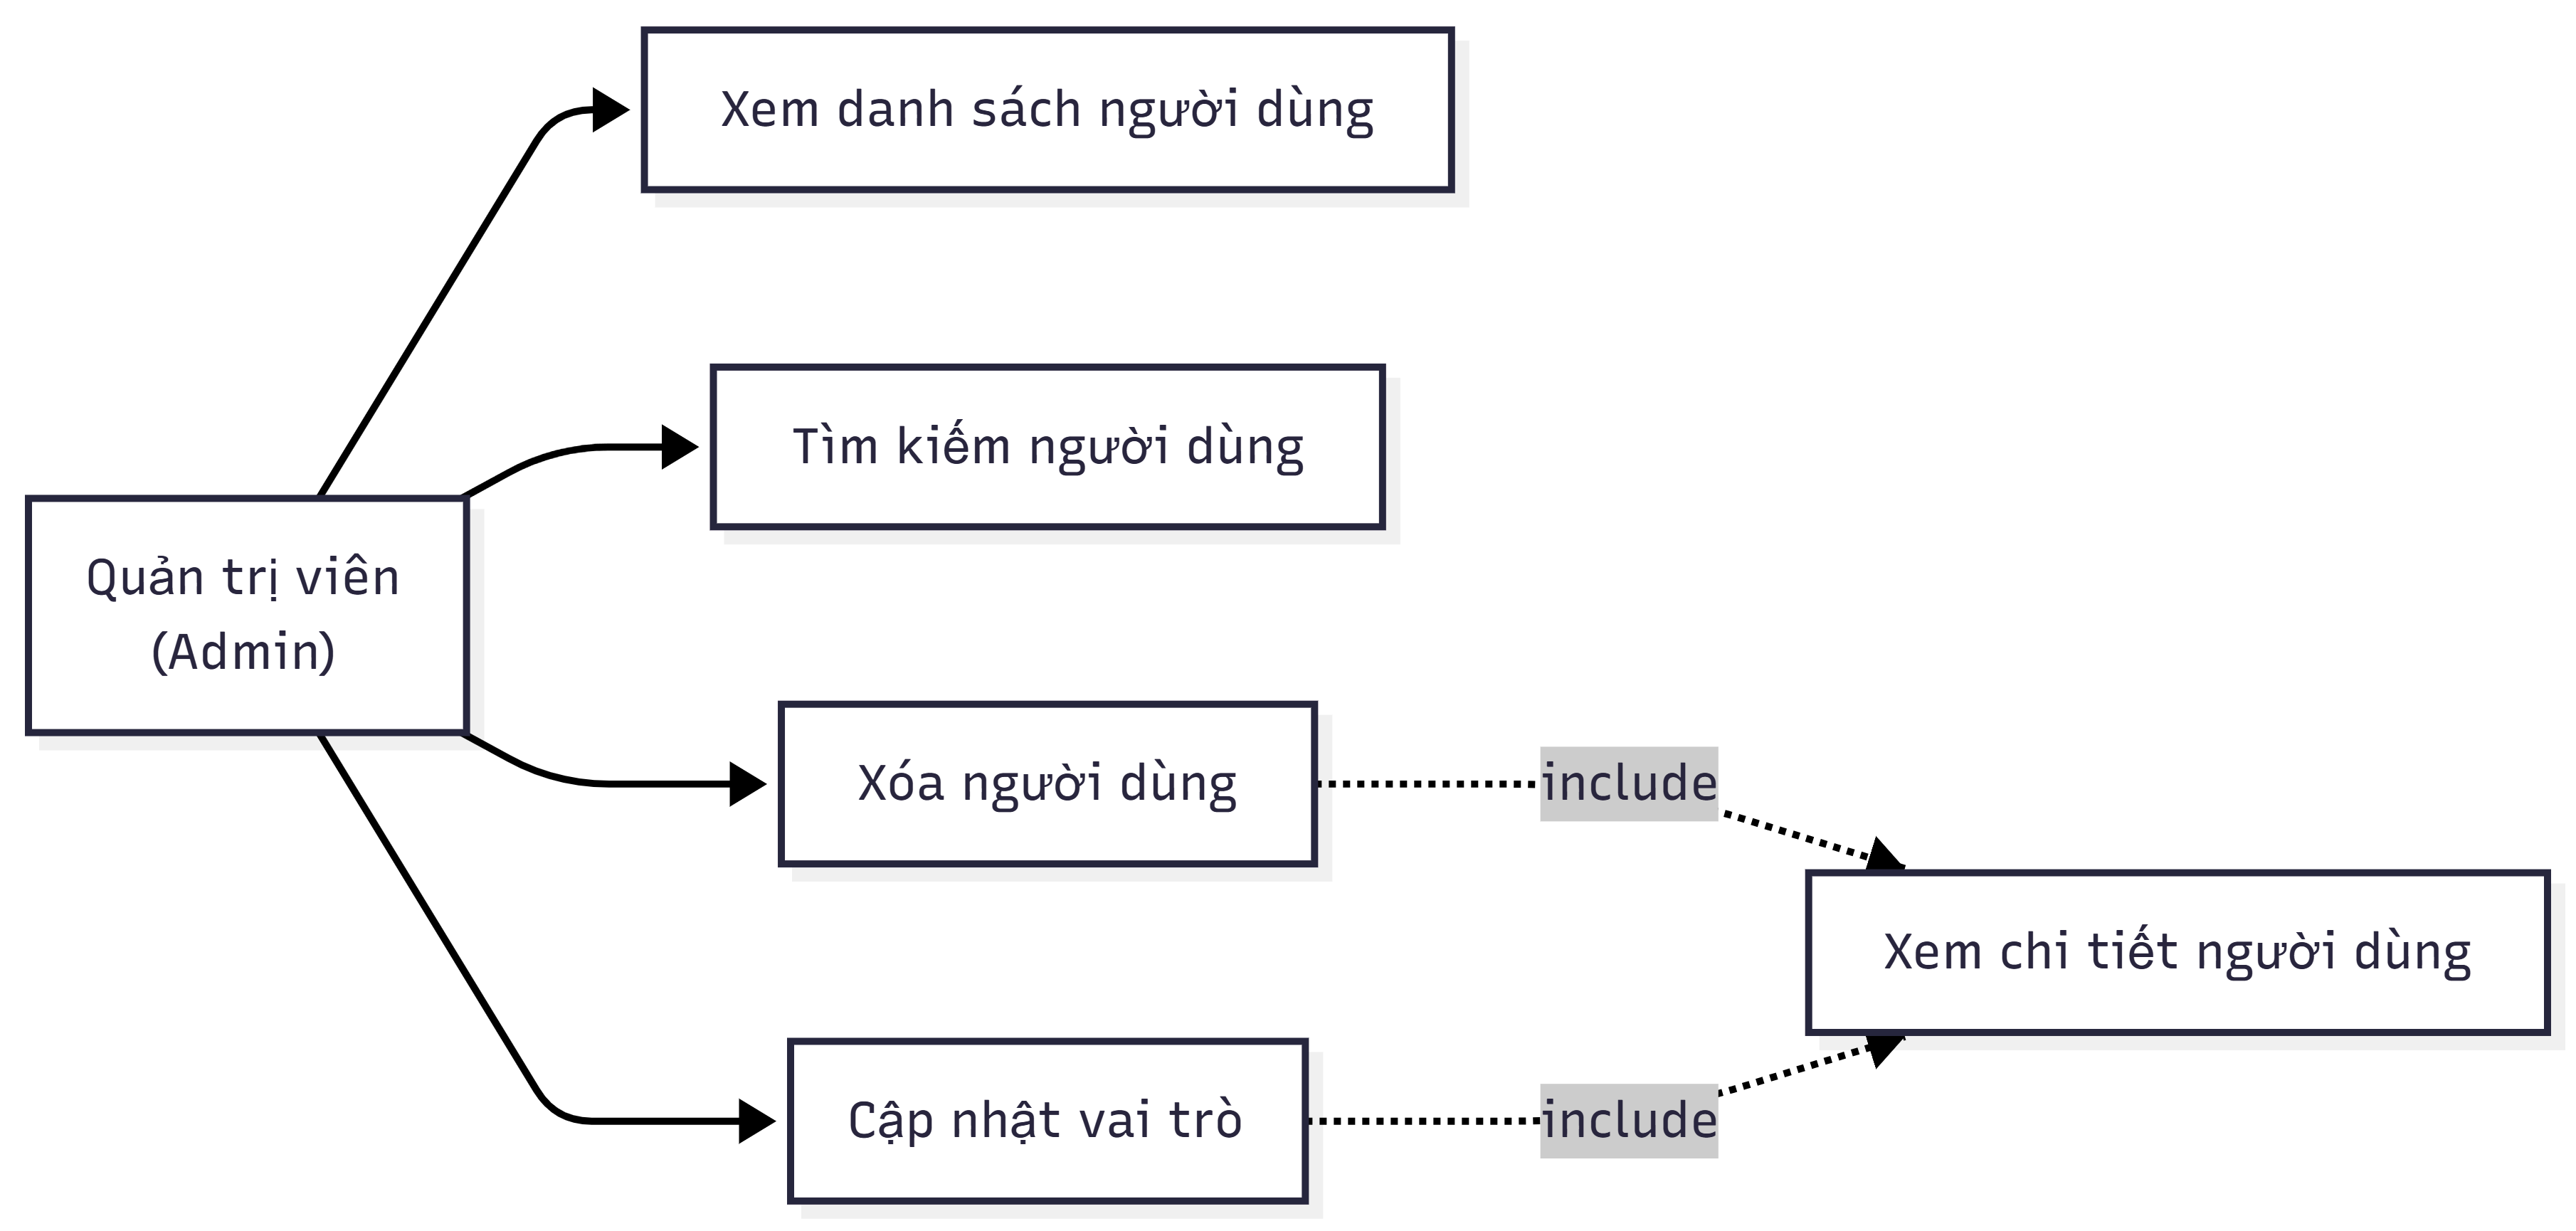 Xem danh sách người dùng
Tìm kiếm người dùng
Quản trị viên
(Admin)
Xóa người dùng
include
Xem chi tiết người dùng
Cập nhật vai trò
include